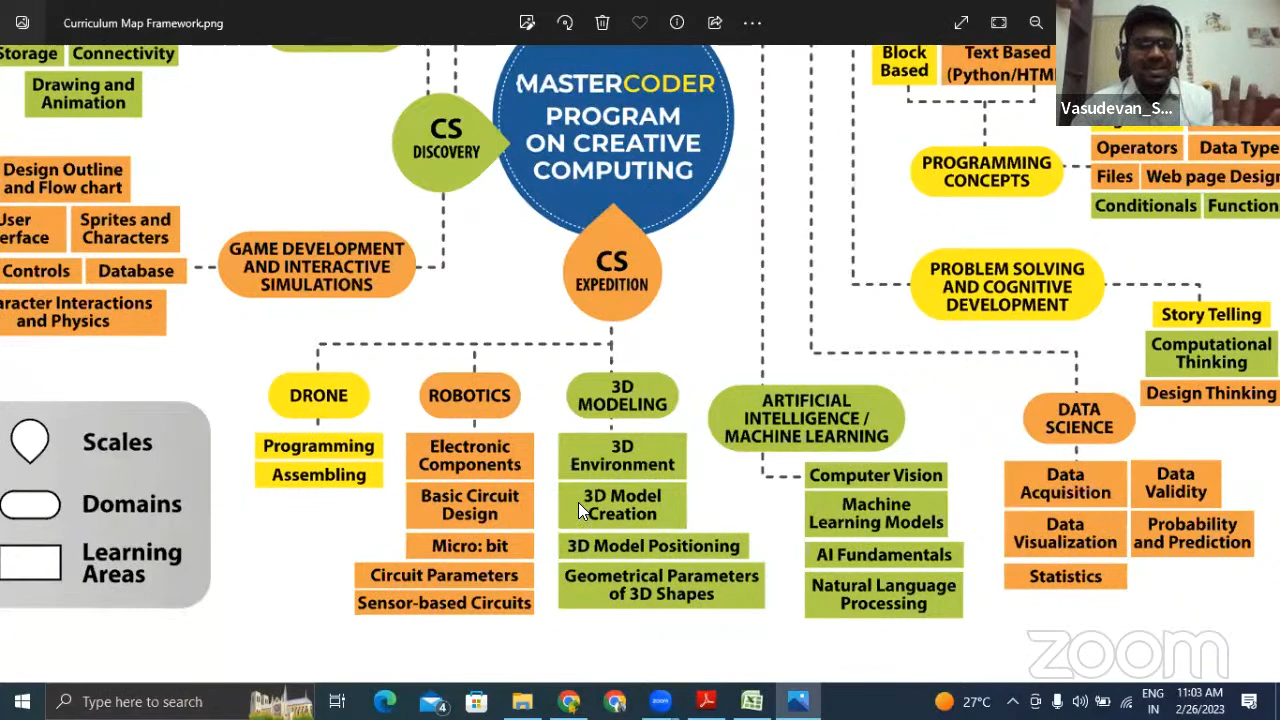 Curriculum Map Framework.png
Storage
Connectivity
Drawing and
Animation
MASTERCODER
PROGRAM
ON CREATIVE
COMPUTING
CS
DISCOVERY
CS
EXPEDITION
Block
Based
Text Based
(Python/HTM
Vasudevan_S...
PROGRAMMING
CONCEPTS
Operators
Data Type
Files
Web page Design
Conditionals
Function
Design Outline
and Flow chart
User
erface
Sprites and
Characters
Controls
Database
aracter Interactions
and Physics
GAME DEVELOPMENT
AND INTERACTIVE
SIMULATIONS
PROBLEM SOLVING
AND COGNITIVE
DEVELOPMENT
Story Telling
Computational
Thinking
Design Thinking
Scales
Domains
Learning
Areas
DRONE
Programming
Assembling
ROBOTICS
Electronic
Components
Basic Circuit
Design
Micro: bit
Circuit Parameters
Sensor-based Circuits
3D
MODELING
3D
Environment
3D Model
Creation
3D Model Positioning
Geometrical Parameters
of 3D Shapes
ARTIFICIAL
INTELLIGENCE /
MACHINE LEARNING
Computer Vision
Machine
Learning Models
AI Fundamentals
Natural Language
Processing
DATA
SCIENCE
Data
Acquisition
Data
Validity
Data
Visualization
Probability
and Prediction
Statistics
zoom
Type here to search
4
zoom
27°C
ENG
IN
11:03 AM
2/26/2023